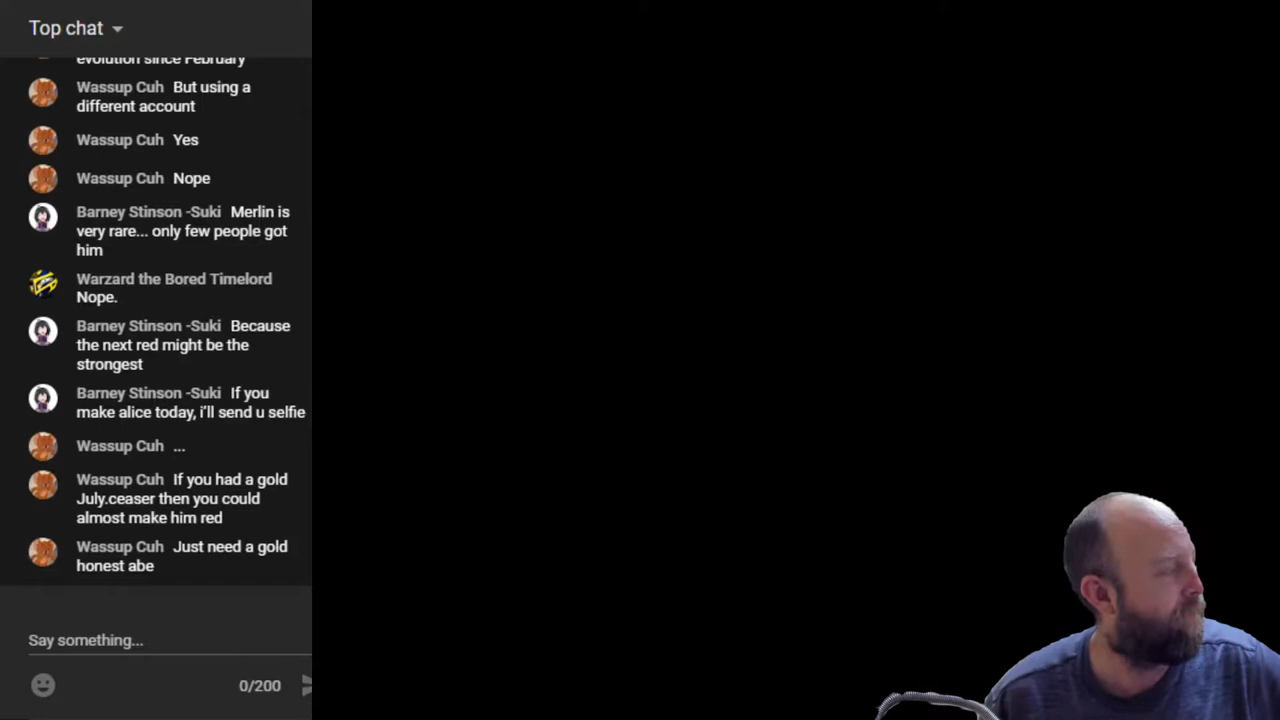 Top chat
evolution since February
Wassup Cuh But using a
different account
Wassup Cuh Yes
Wassup Cuh Nope
Barney Stinson -Suki Merlin is
very rare... only few people got
him
Warzard the Bored Timelord
Nope.
Barney Stinson -Suki Because
the next red might be the
strongest
Barney Stinson -Suki If you
make alice today, i'll send u selfie
Wassup Cuh ...
Wassup Cuh If you had a gold
July.ceaser then you could
almost make him red
Wassup Cuh Just need a gold
honest abe
Say something...
0/200